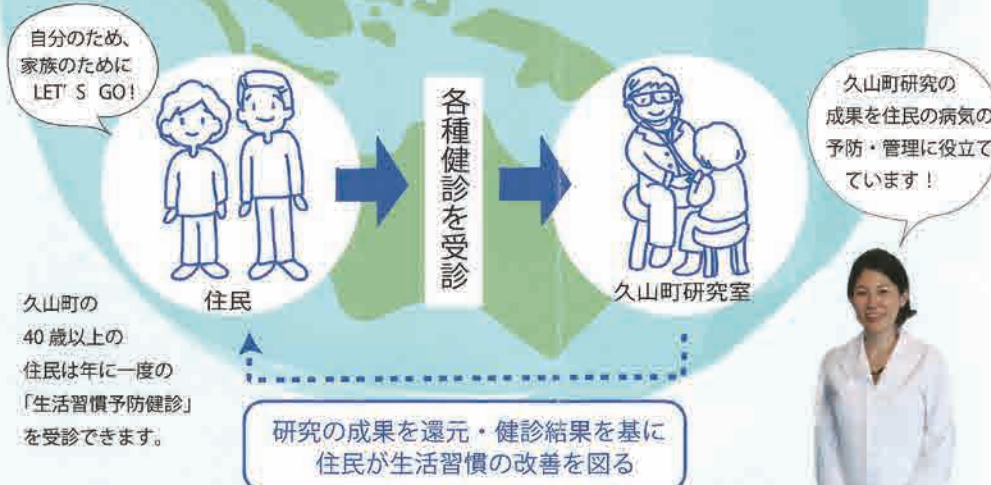 自分のため、
家族のために
LET' S GO!
各種健診を受診
久山町研究の
成果を住民の病気の
予防・管理に役立て
ています！
住民
久山町研究室
久山町の
40 歳以上の
住民は年に一度の
「生活習慣予防健診」
を受診できます。
研究の成果を還元・健診結果を基に
住民が生活習慣の改善を図る